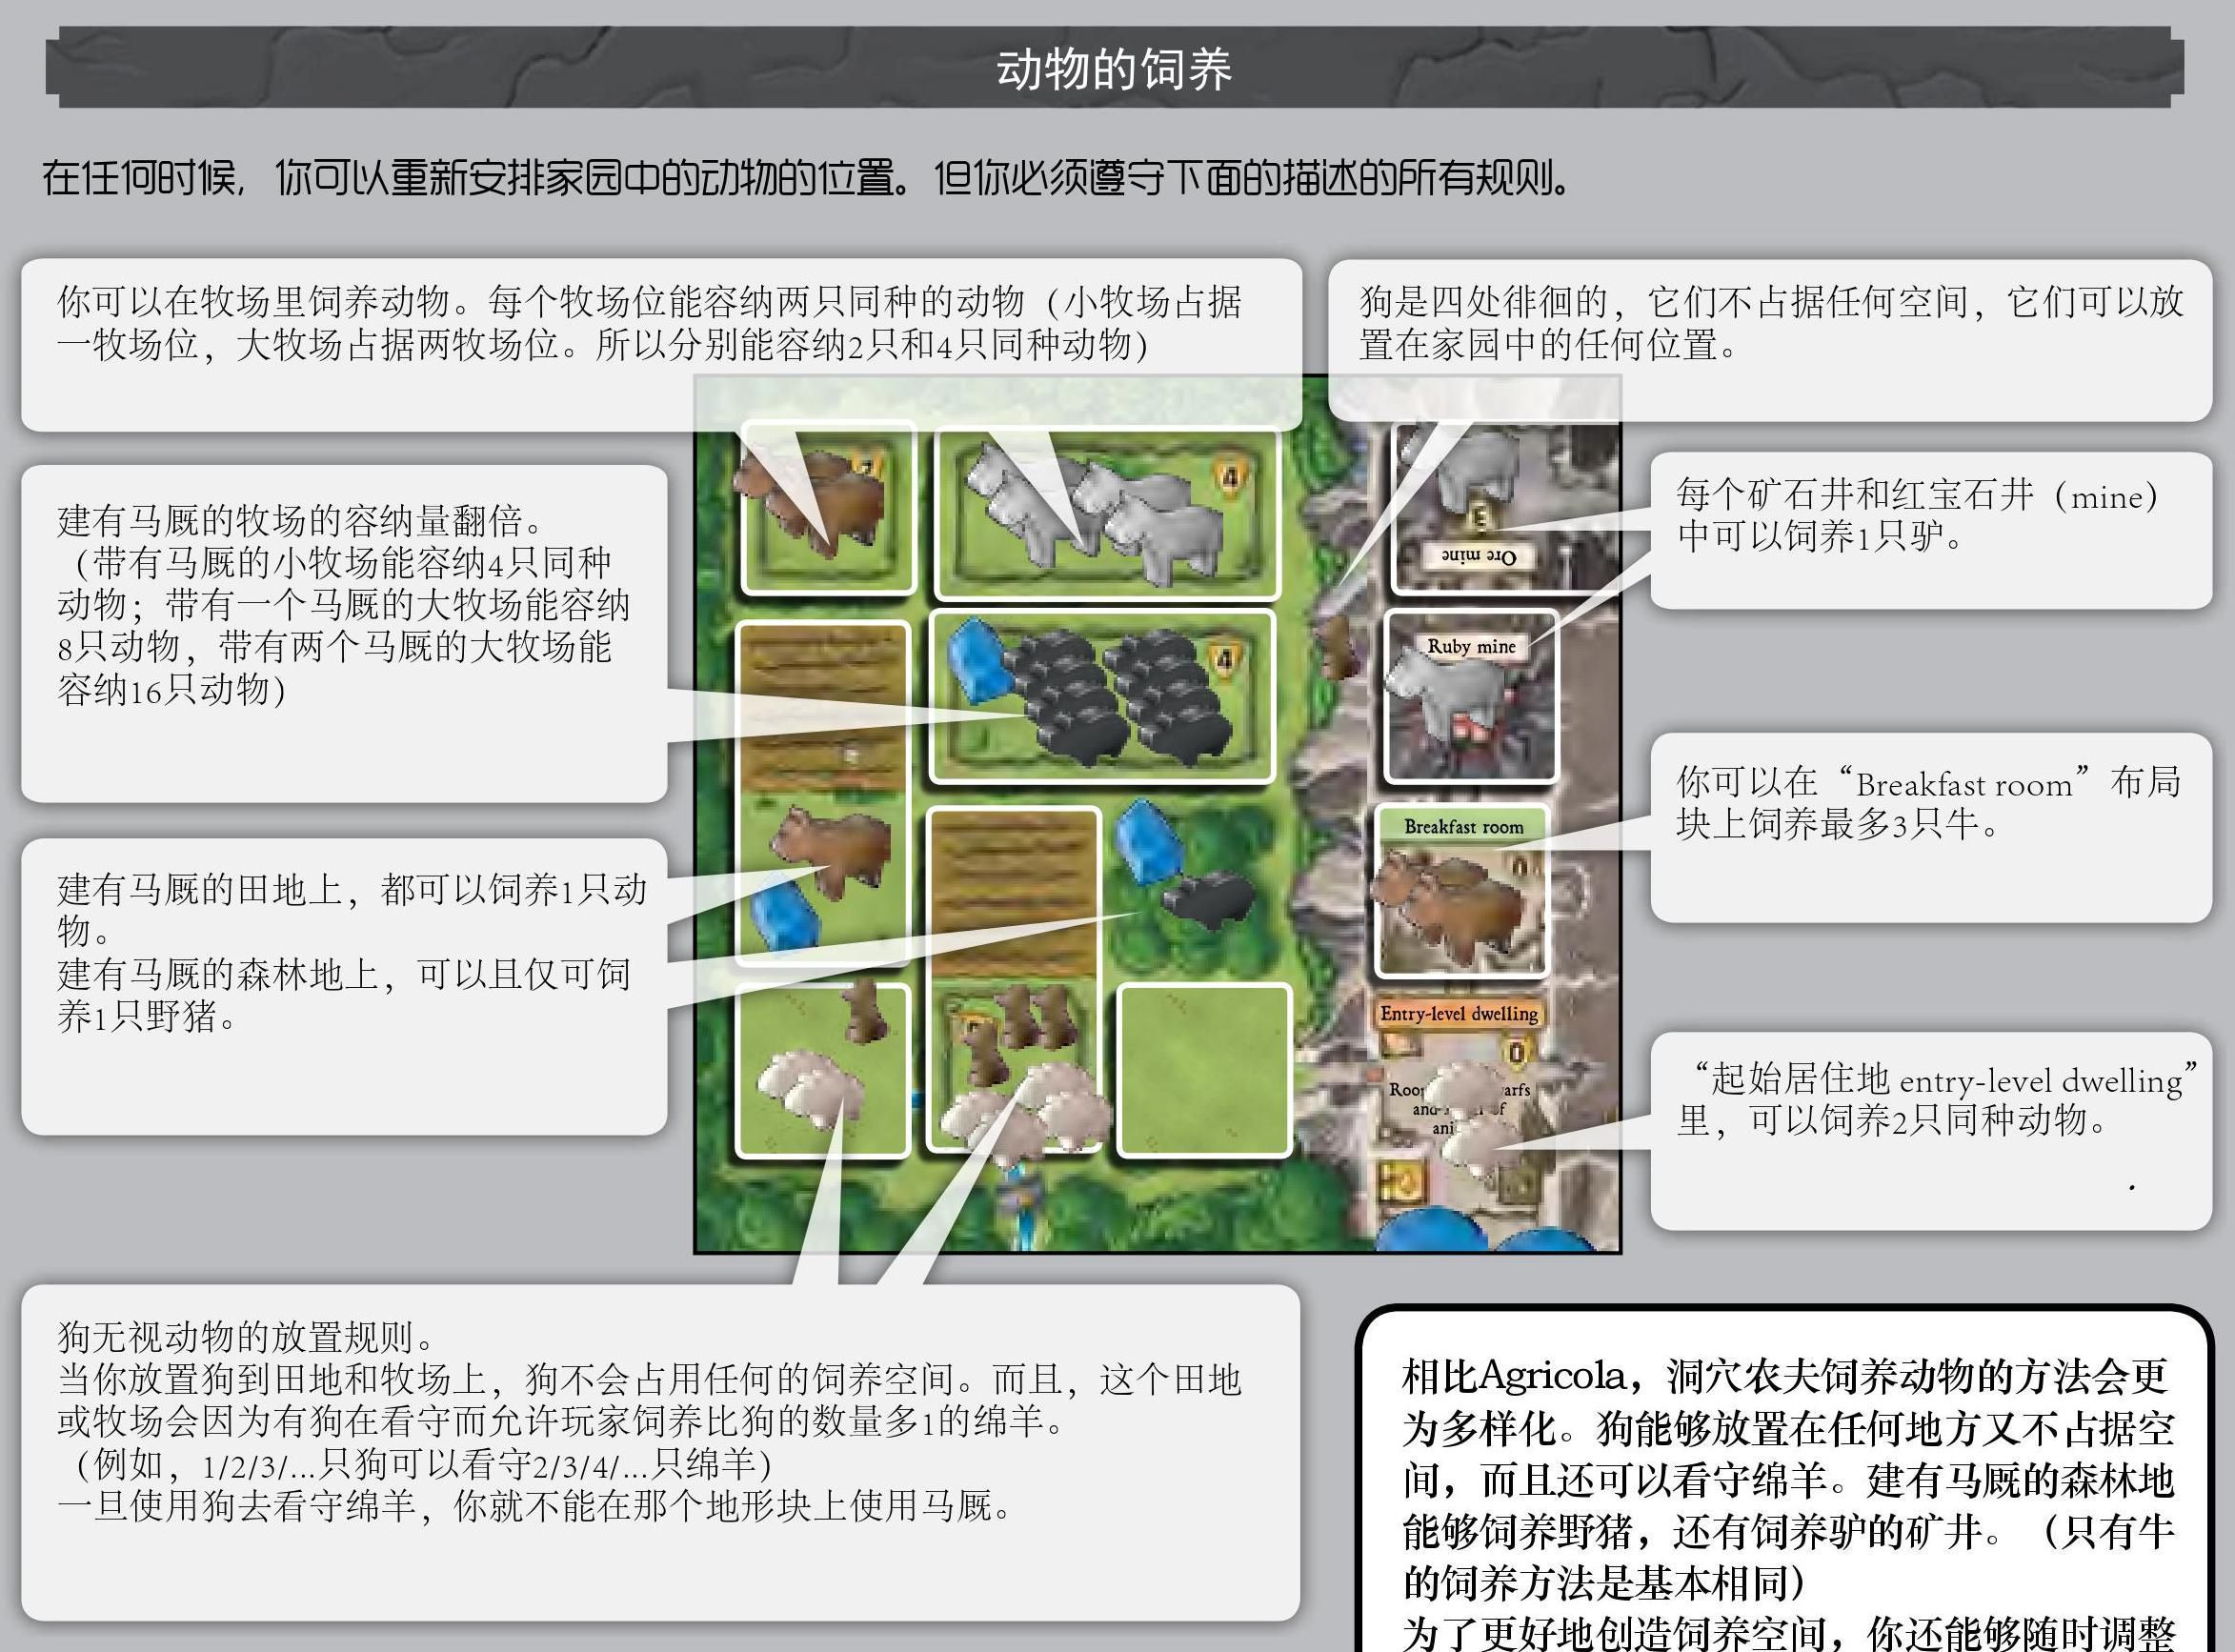 动物的饲养
在任何时候，你可以重新安排家园中的动物的位置。但你必须遵守下面的描述的所有规则。
你可以在牧场里饲养动物。每个牧场位能容纳两只同种的动物（小牧场占据
一牧场位，大牧场占据两牧场位。所以分别能容纳2只和4只同种动物）
狗是四处徘徊的，它们不占据任何空间，它们可以放
置在家园中的任何位置。
建有马厩的牧场的容纳量翻倍。
（带有马厩的小牧场能容纳4只同种
动物；带有一个马厩的大牧场能容纳
8只动物，带有两个马厩的大牧场能
容纳16只动物）
建有马厩的田地上，都可以饲养1只动
物。
建有马厩的森林地上，可以且仅可饲
养1只野猪。
4
4
Ore mine
3
Ruby mine
Breakfast room
0
Entry-level dwelling
0
每个矿石井和红宝石井（mine）
中可以饲养1只驴。
你可以在“Breakfast room”布局
块上饲养最多3只牛。
“起始居住地 entry-level dwelling”
里，可以饲养2只同种动物。
.
狗无视动物的放置规则。
当你放置狗到田地和牧场上，狗不会占用任何的饲养空间。而且，这个田地
或牧场会因为有狗在看守而允许玩家饲养比狗的数量多1的绵羊。
（例如，1/2/3/...只狗可以看守2/3/4/...只绵羊）
一旦使用狗去看守绵羊，你就不能在那个地形块上使用马厩。
相比Agricola，洞穴农夫饲养动物的方法会更
为多样化。狗能够放置在任何地方又不占据空
间，而且还可以看守绵羊。建有马厩的森林地
能够饲养野猪，还有饲养驴的矿井。（只有牛
的饲养方法是基本相同）
为了更好地创造饲养空间，你还能够随时调整